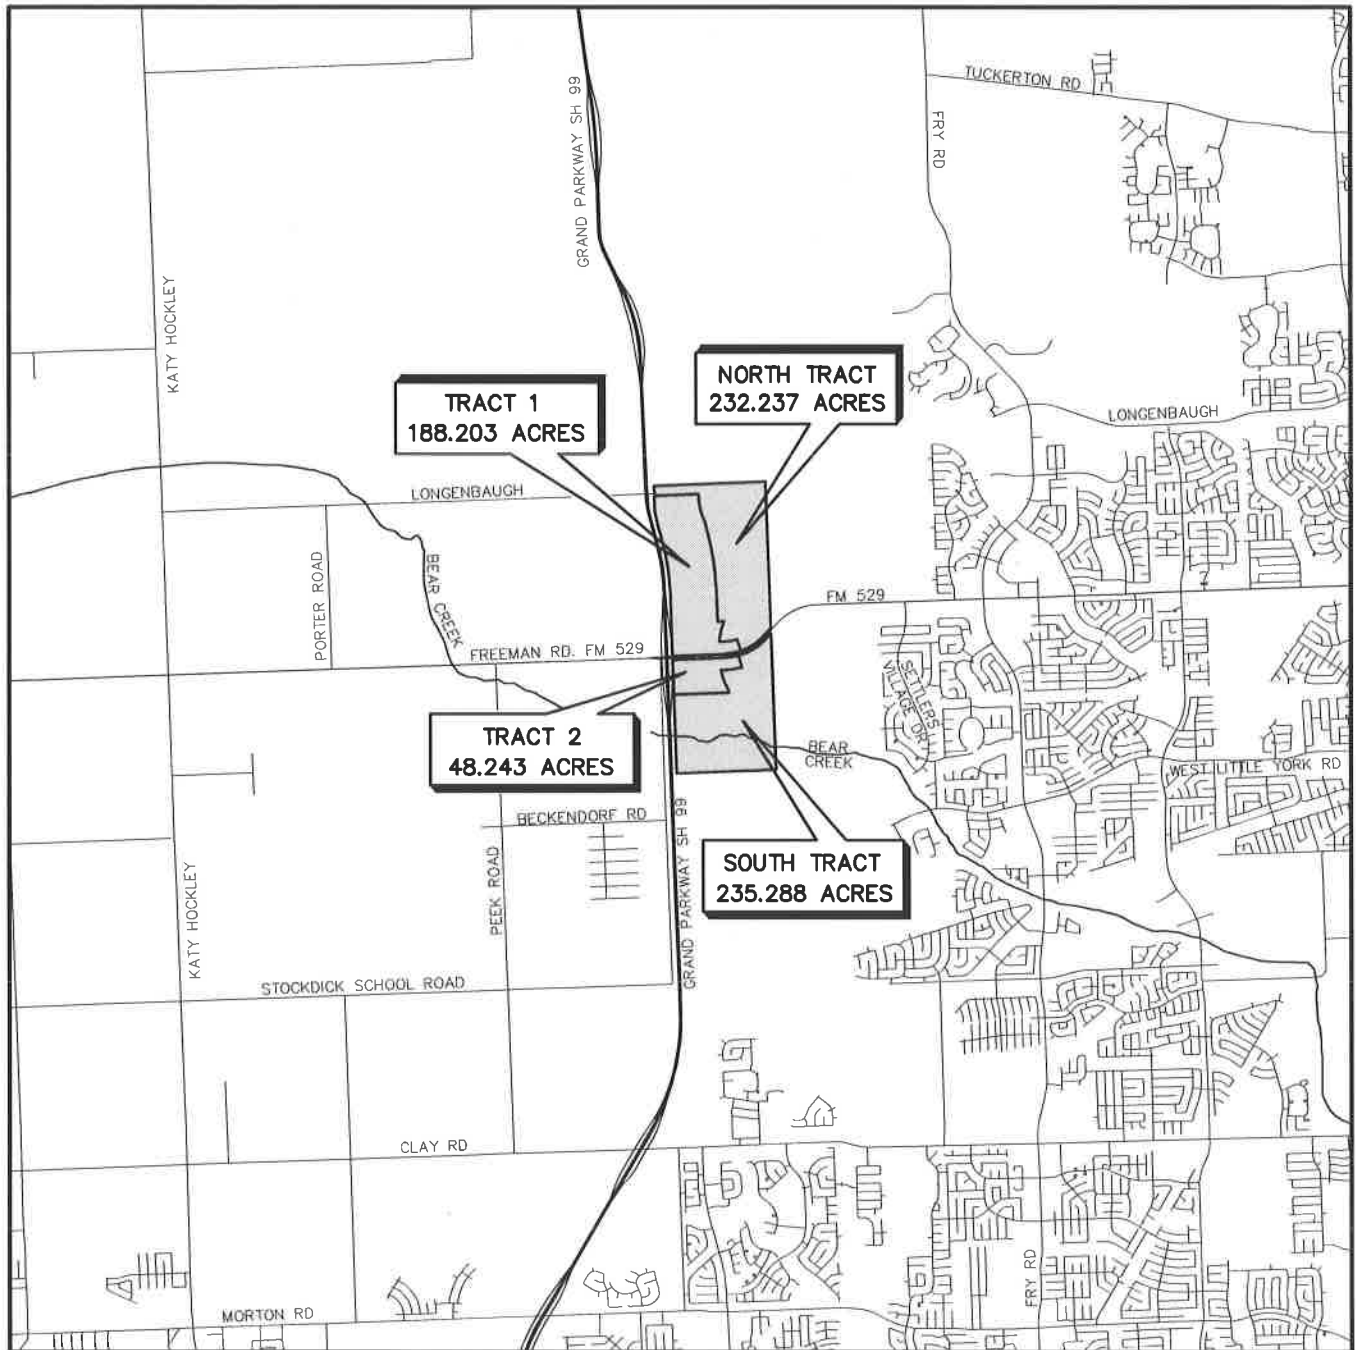 TUCKERTON RD
GRAND PARKWAY SH 99
FRY RD
KATY HOCKLEY
NORTH TRACT
232.237 ACRES
TRACT 1
188.203 ACRES
LONGENBAUGH
LONGENBAUGH
PORTER ROAD
BEAR CREEK
FM 529
FREEMAN RD. FM 529
SETTLERS
VILLAGE DR
TRACT 2
48.243 ACRES
BEAR
CREEK
WEST LITTLE YORK RD
BECKENDORF RD
GRAND PARKWAY SH 99
SOUTH TRACT
235.288 ACRES
KATY HOCKLEY
PEEK ROAD
STOCKDICK SCHOOL ROAD
CLAY RD
FRY RD
MORTON RD